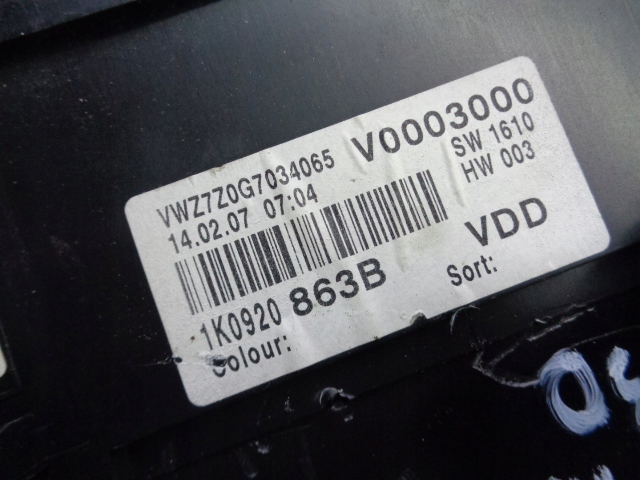 VWZ7Z0G7034065 V0003000
14.02.07 07:04 SW 1610
HW 003
1K0920 863B VDD
Colour: Sort: